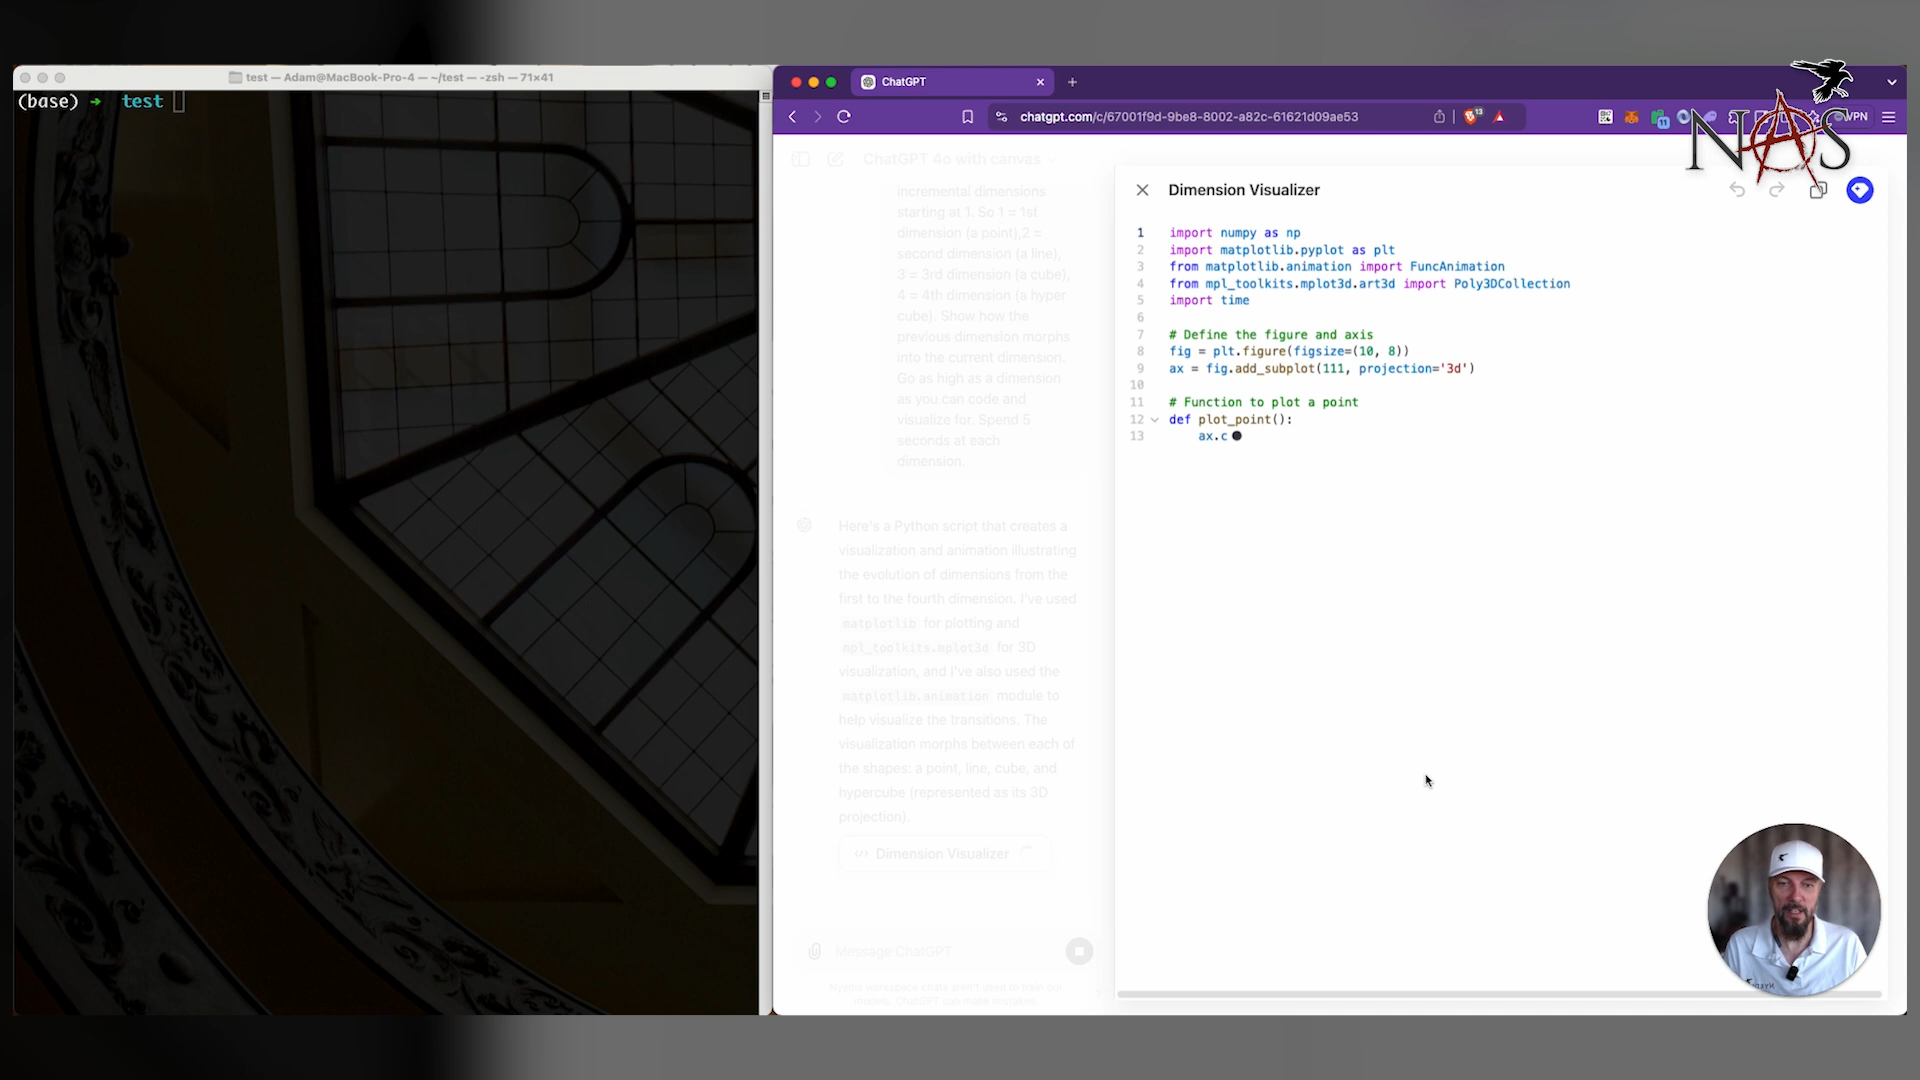 test — Adam@MacBook-Pro-4 — ~/test — -zsh — 71×41
(base) → test
ChatGPT
chatgpt.com/c/67001f9d-9be8-8002-a82c-61621d09ae53
13
11
VPN
NAS
ChatGPT 4o with canvas
incremental dimensions
starting at 1. So 1 = 1st
dimension (a point),2 =
second dimension (a line),
3 = 3rd dimension (a cube),
4 = 4th dimension (a hyper
cube). Show how the
previous dimension morphs
into the current dimension.
Go as high as a dimension
as you can code and
visualize for. Spend 5
seconds at each
dimension.
Here's a Python script that creates a
visualization and animation illustrating
the evolution of dimensions from the
first to the fourth dimension. I've used
matplotlib for plotting and
mpl_toolkits.mplot3d for 3D
visualization, and I've also used the
matplotlib.animation module to
help visualize the transitions. The
visualization morphs between each of
the shapes: a point, line, cube, and
hypercube (represented as its 3D
projection).
Dimension Visualizer
Message ChatGPT
models. ChatGPT can make mistakes.
Dimension Visualizer
1 import numpy as np
2 import matplotlib.pyplot as plt
3 from matplotlib.animation import FuncAnimation
4 from mpl_toolkits.mplot3d.art3d import Poly3DCollection
5 import time
6
7 # Define the figure and axis
8 fig = plt.figure(figsize=(10, 8))
9 ax = fig.add_subplot(111, projection='3d')
10
11 # Function to plot a point
12 def plot_point():
13 ax.c